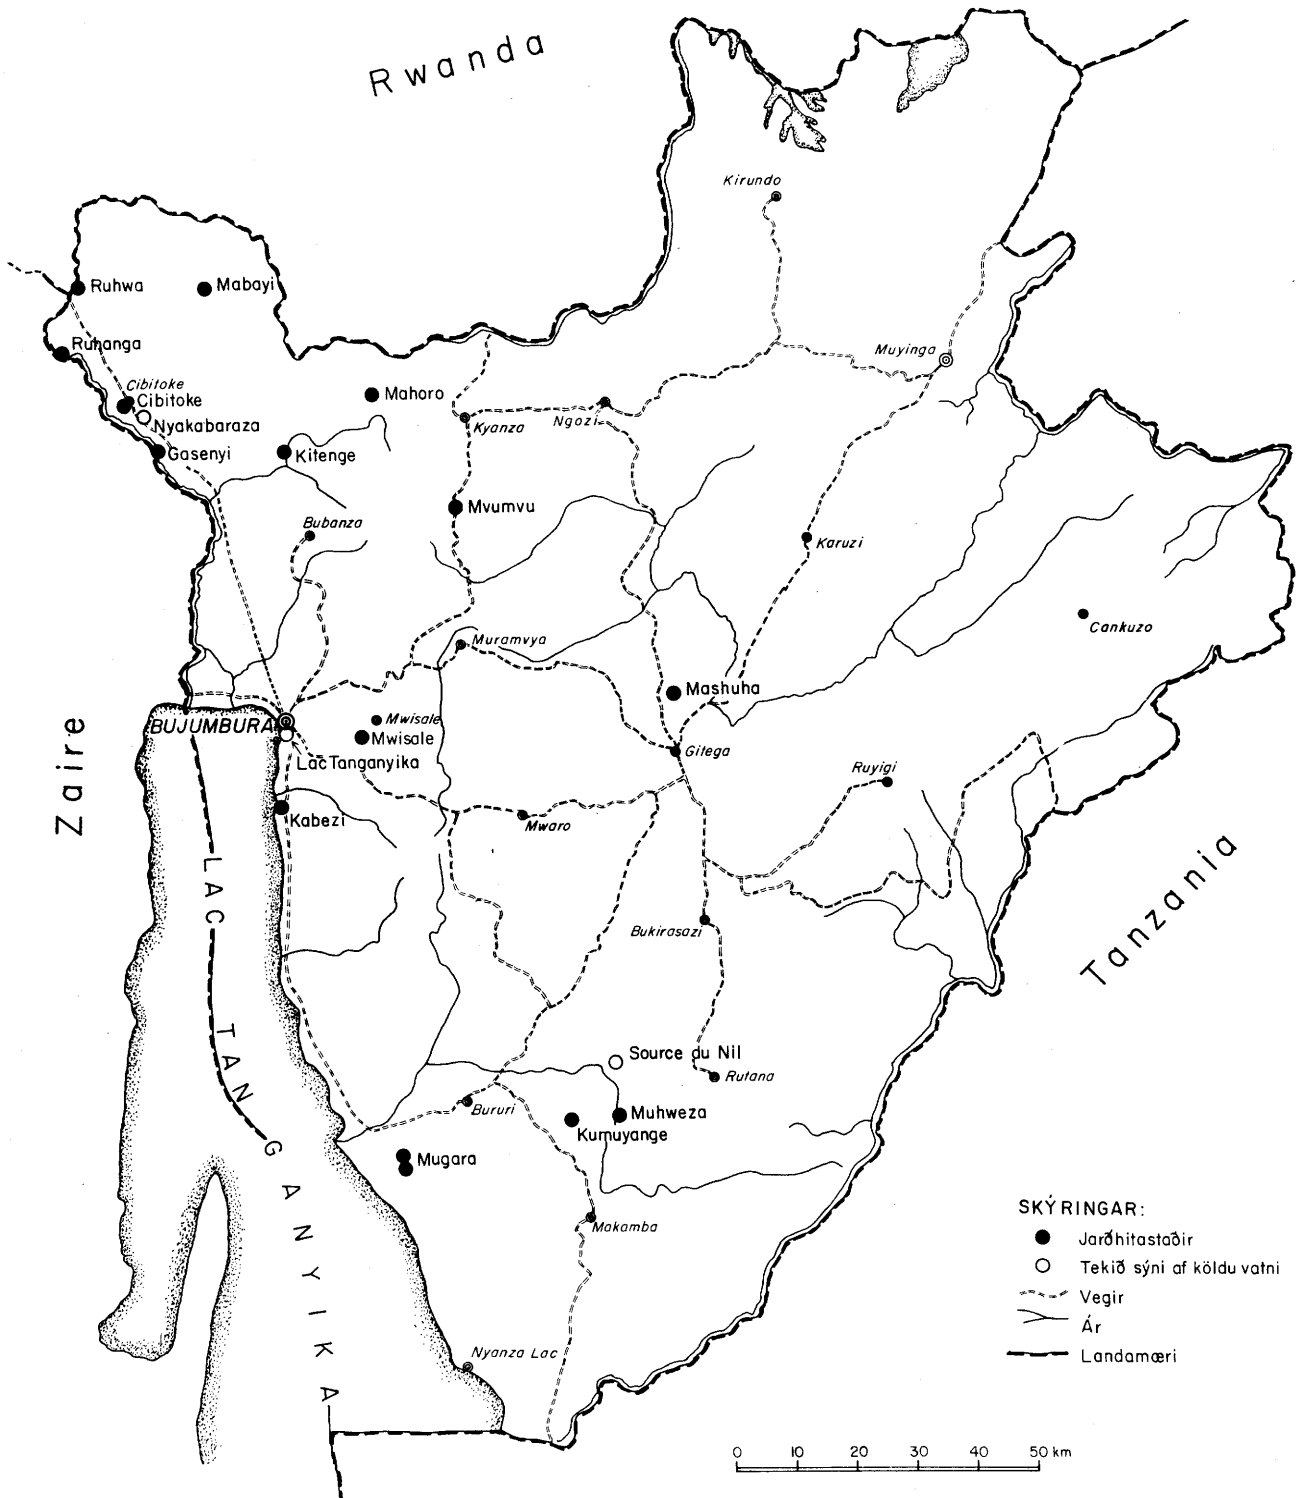 Rwanda
Kirundo
Ruhwa
Mabayi
Ruhanga
Muyinga
Cibitoke
Cibitoke
Mahoro
Nyakabaraza
Kyanza
Ngozi
Gasenyi
Kitenge
Mvumvu
Bubanza
Karuzi
Cankuzo
Muramvya
Mashuha
Zaire
BUJUMBURA
Mwisale
Mwisale
Gitega
Lac Tanganyika
Ruyigi
Kabezi
Mwaro
Tanzania
LAC TANGANYIKA
Bukirasazi
Source du Nil
Rutana
Bururi
Muhweza
Kumuyange
Mugara
Makamba
Nyanza Lac
SKÝRINGAR:
Jarðhitastaðir
Tekið sýni af köldu vatni
Vegir
Ár
Landamæri
0 10 20 30 40 50 km